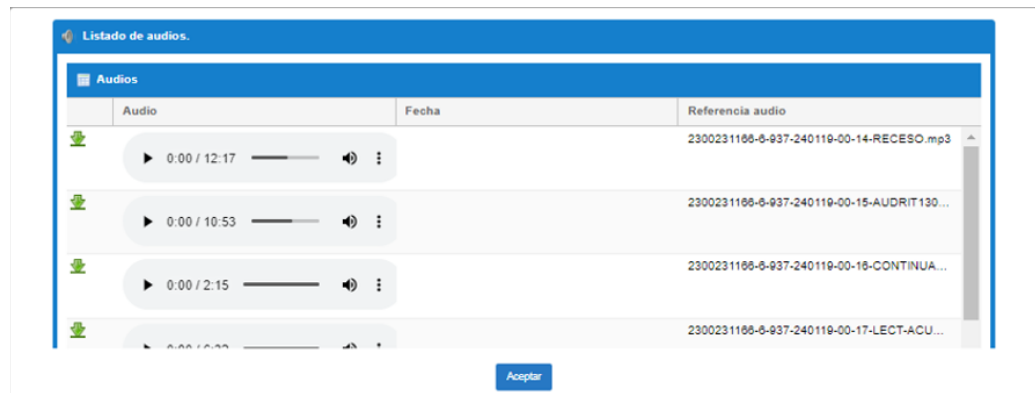 Listado de audios.
Audios
Audio Fecha Referencia audio
0:00 / 12:17 2300231166-6-937-240119-00-14-RECESO.mp3
0:00 / 10:53 2300231166-6-937-240119-00-15-AUDRIT130...
0:00 / 2:15 2300231166-6-937-240119-00-16-CONTINUA...
2300231166-6-937-240119-00-17-LECT-ACU...
Aceptar